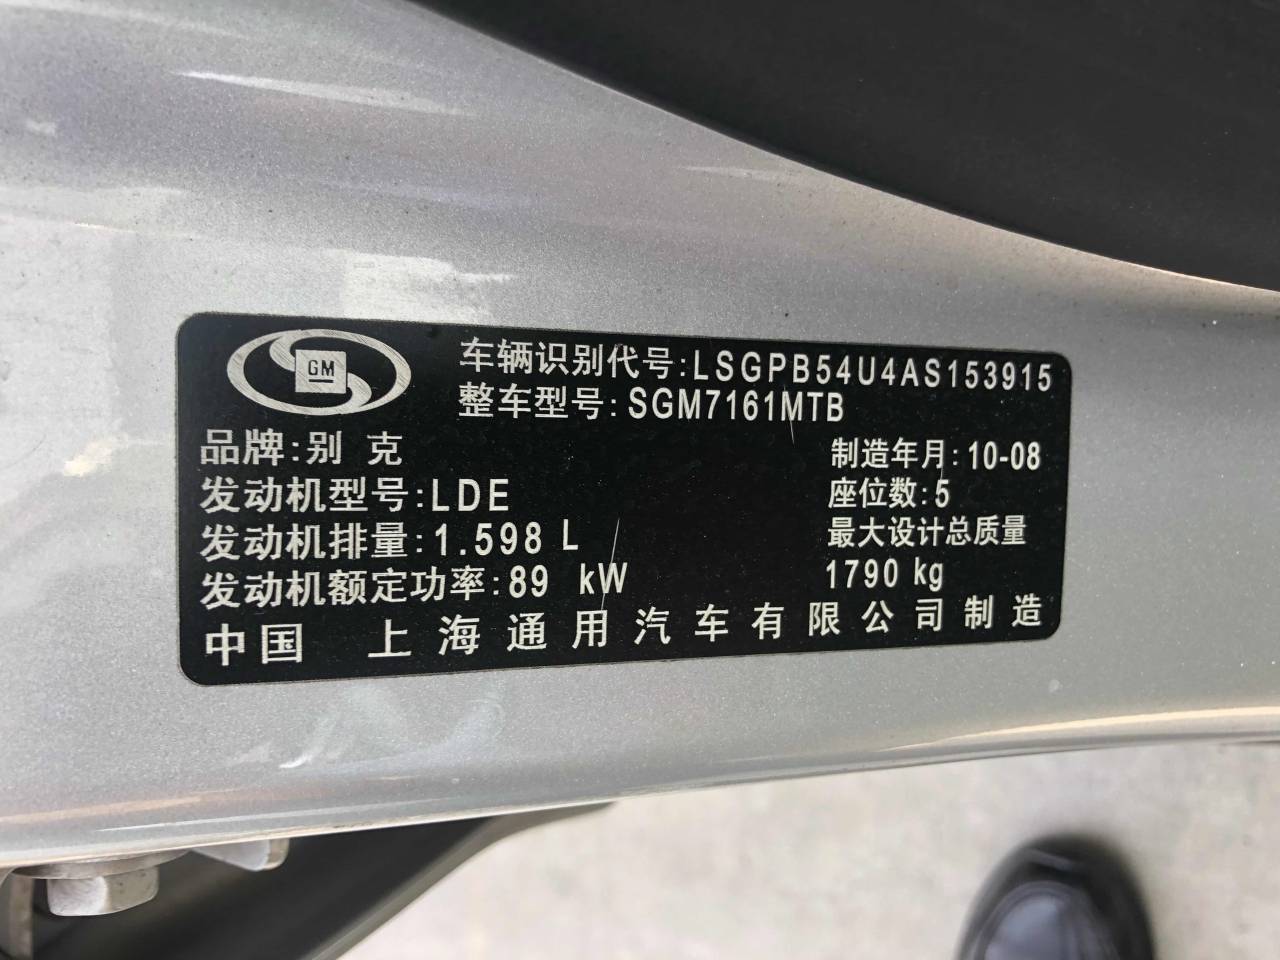 GM
车辆识别代号:LSGPB54U4AS153915
整车型号:SGM7161MTB
品牌:别 克
制造年月:10-08
发动机型号:LDE
座位数:5
发动机排量:1.598 L
最大设计总质量
发动机额定功率:89 kW
1790 kg
中国 上海通用汽车有限公司制造